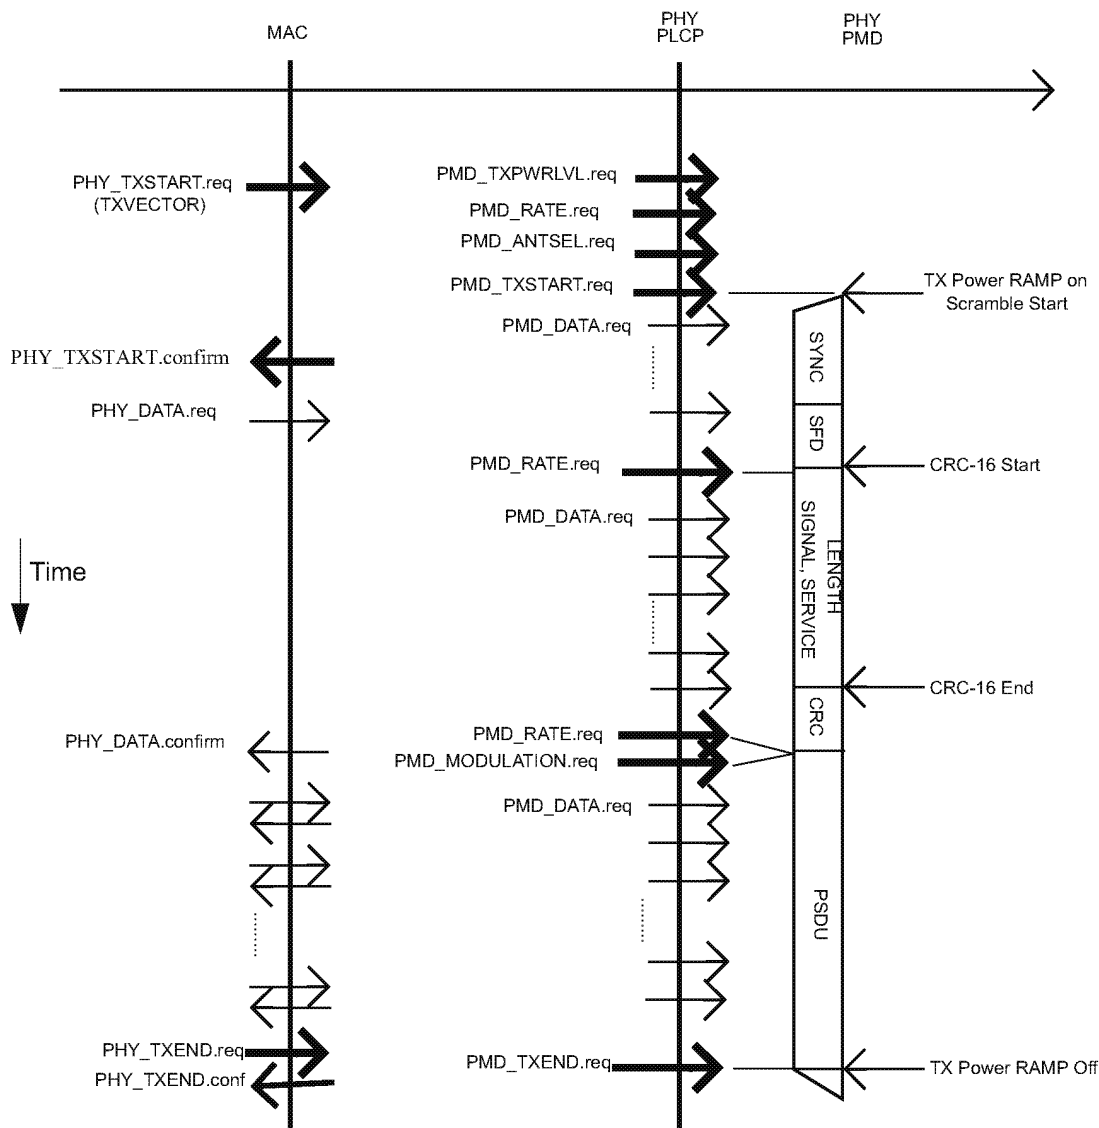 MAC
PHY
PLCP
PHY
PMD
PHY_TXSTART.req
(TXVECTOR)
PMD_TXPWRLVL.req
PMD_RATE.req
PMD_ANTSEL.req
PMD_TXSTART.req
TX Power RAMP on
Scramble Start
PMD_DATA.req
SYNC
PHY_TXSTART.confirm
PHY_DATA.req
SFD
PMD_RATE.req
CRC-16 Start
PMD_DATA.req
LENGTH
SIGNAL, SERVICE
Time
CRC-16 End
CRC
PMD_RATE.req
PHY_DATA.confirm
PMD_MODULATION.req
PMD_DATA.req
PSDU
PHY_TXEND.req
PMD_TXEND.req
TX Power RAMP Off
PHY_TXEND.conf